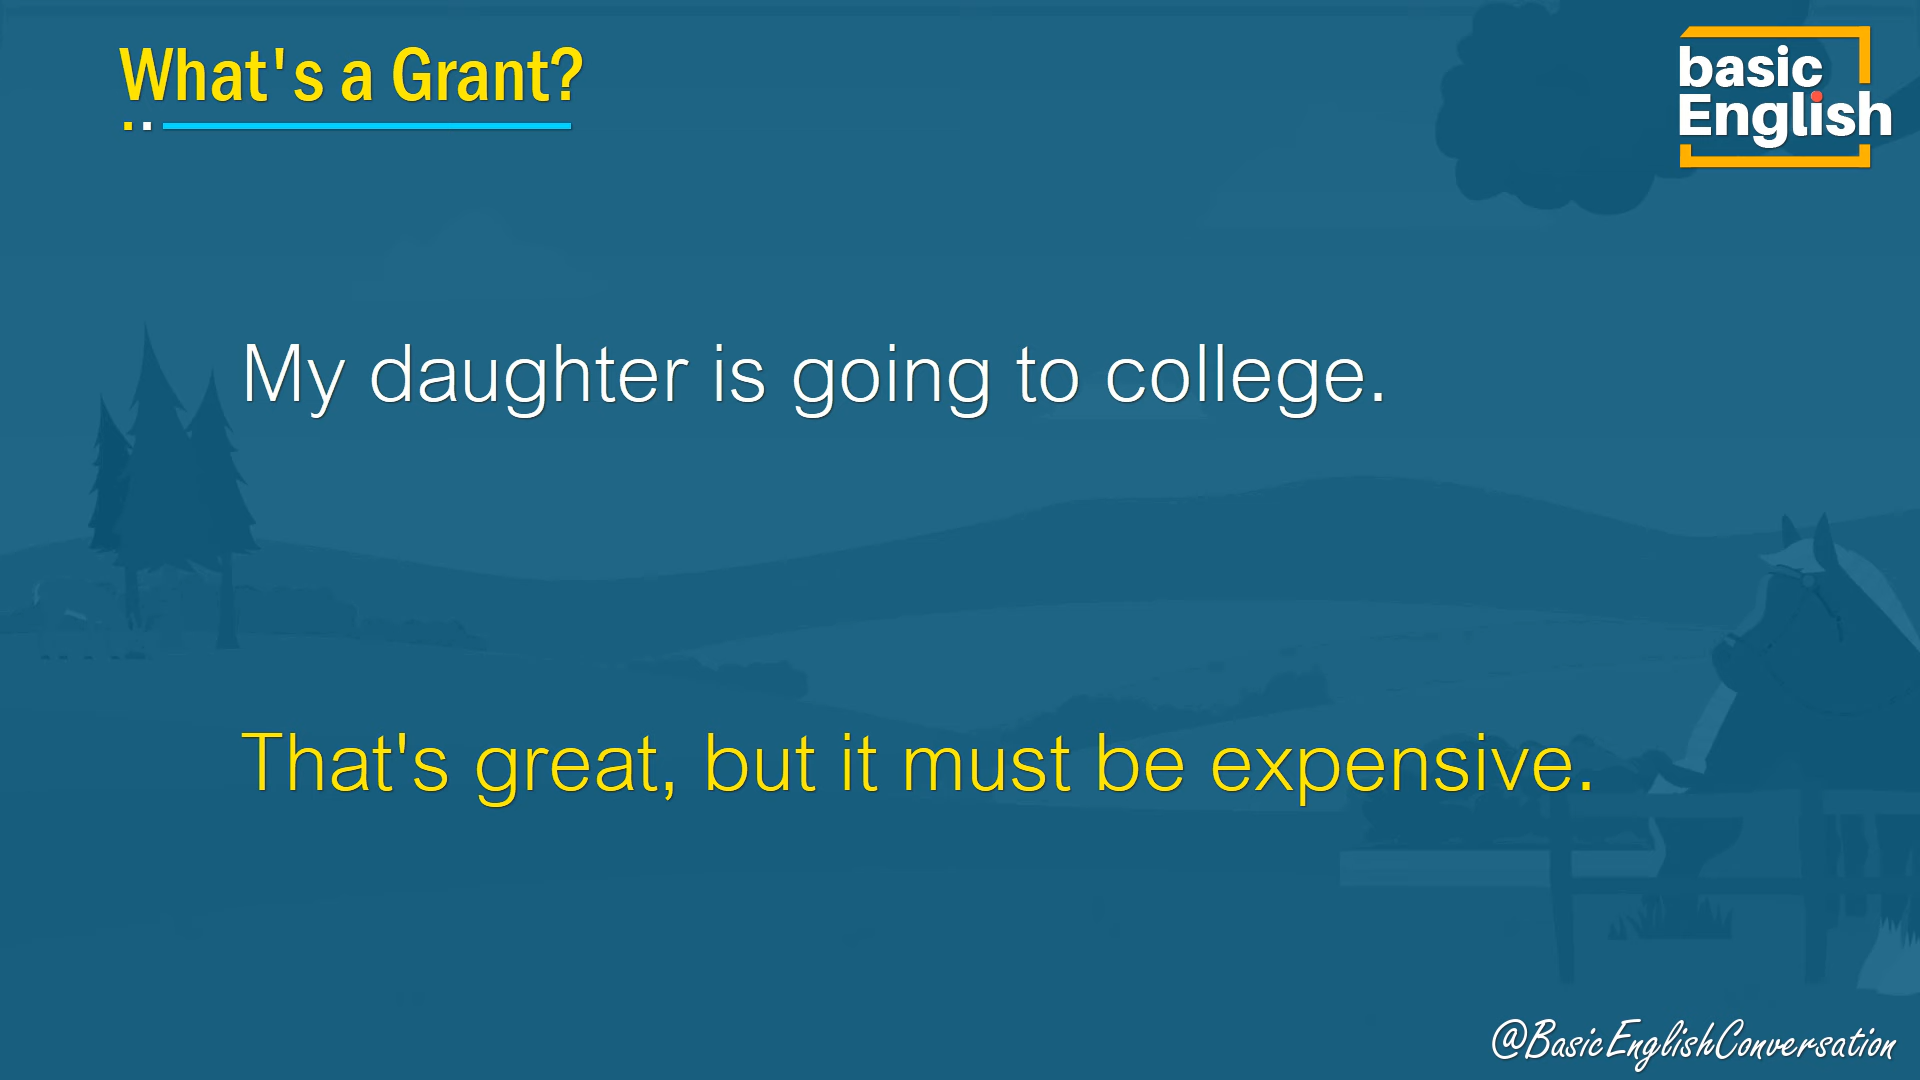 What's a Grant?
basic
English
My daughter is going to college.
That's great, but it must be expensive.
@BasicEnglishConversation